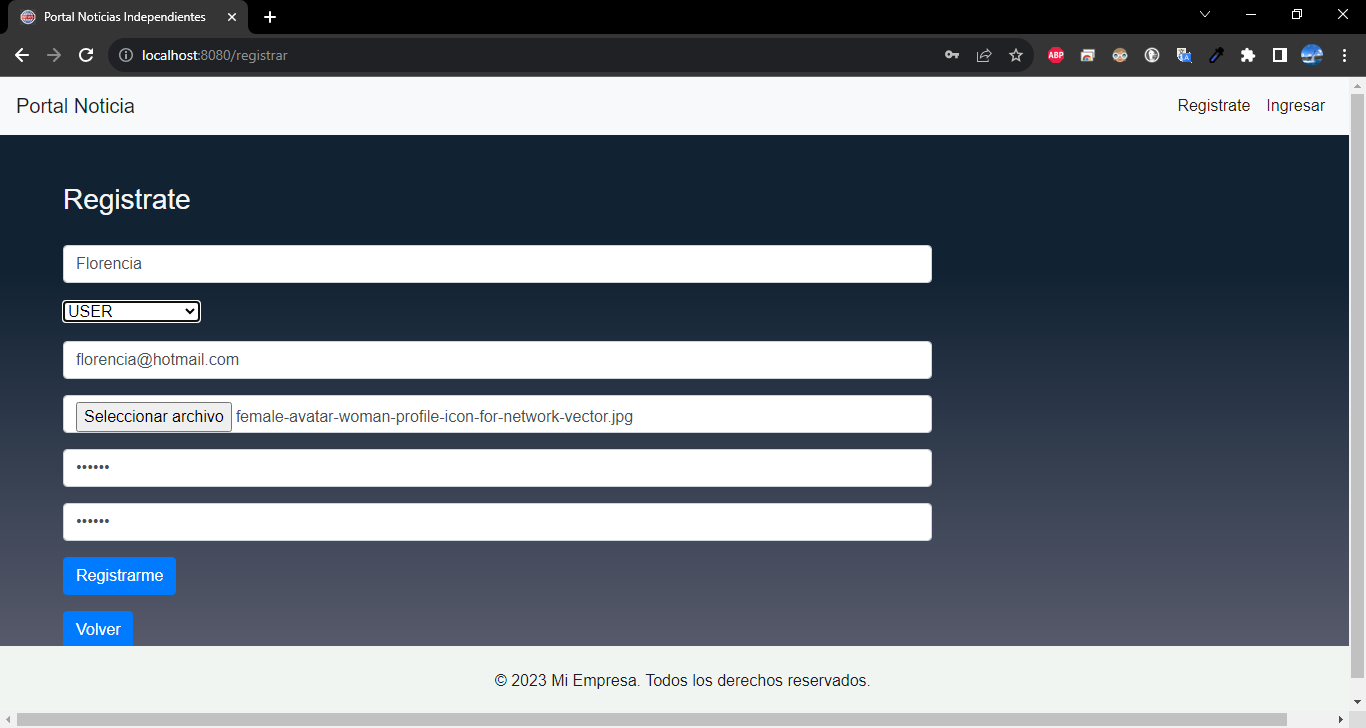 Portal Noticias Independientes
localhost:8080/registrar
ABP
Portal Noticia
Registrate Ingresar
Registrate
Florencia
USER
florencia@hotmail.com
Seleccionar archivo female-avatar-woman-profile-icon-for-network-vector.jpg
••••••
••••••
Registrarme
Volver
© 2023 Mi Empresa. Todos los derechos reservados.